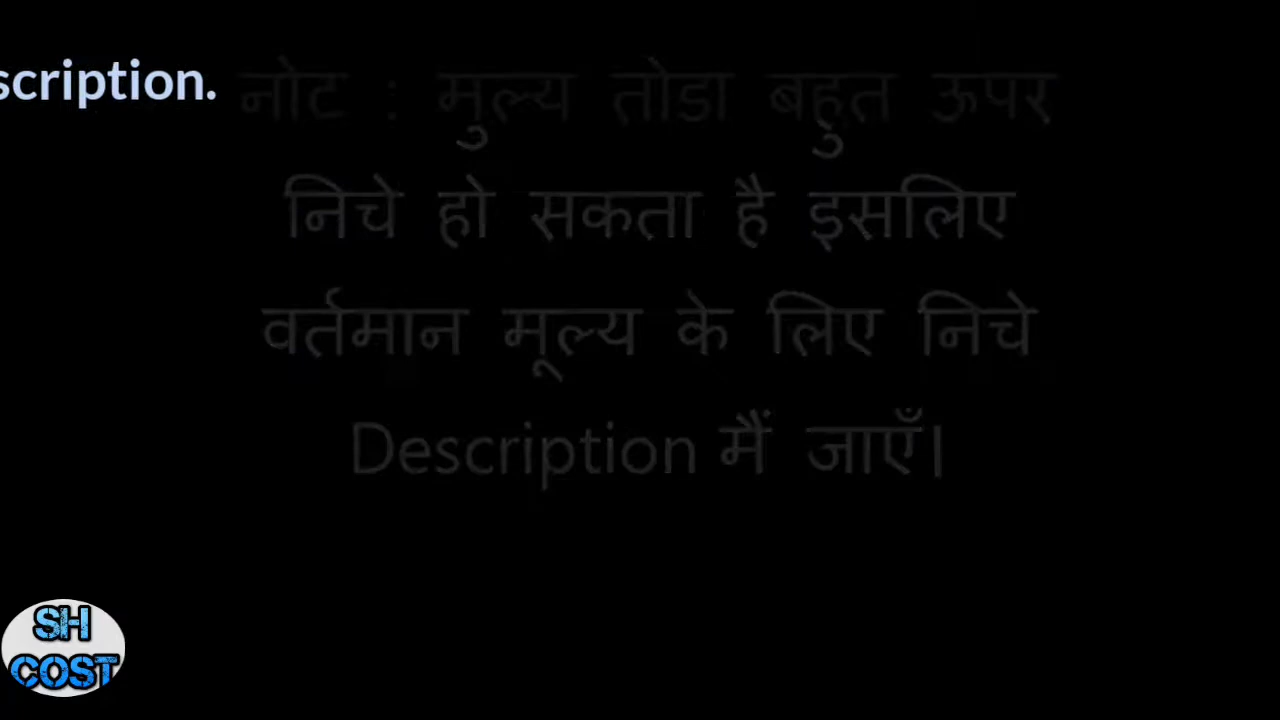 scription.
नोट : मुल्य तोडा बहुत ऊपर
निचे हो सकता है इसलिए
वर्तमान मूल्य के लिए निचे
Description मैं जाएँ।
SH
COST